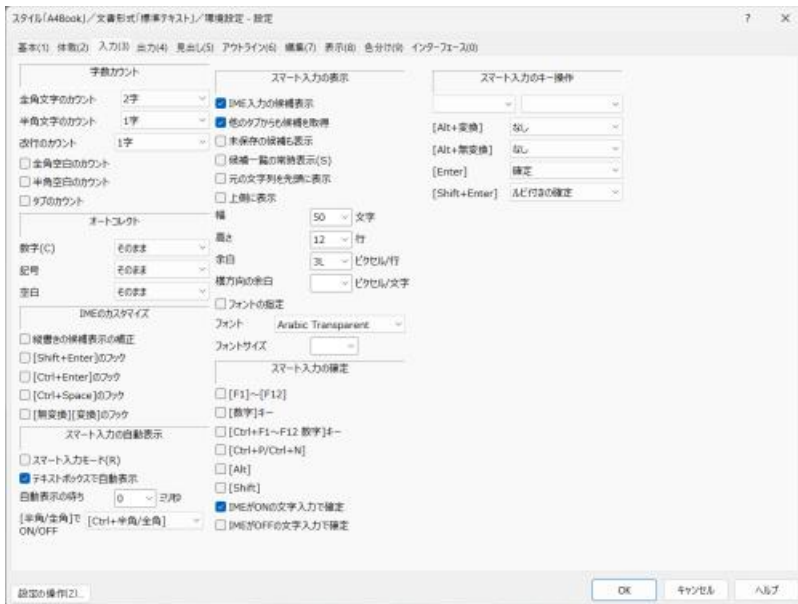 スタイル「A4Book」／文書形式「標準テキスト」／環境設定 - 設定
?
×
基本(1) 体裁(2) 入力(3) 出力(4) 見出し(5) アウトライン(6) 編集(7) 表示(8) 色分け(9) インターフェース(0)
字数カウント
全角文字のカウント 2字
半角文字のカウント 1字
改行のカウント 1字
全角空白のカウント
半角空白のカウント
タブのカウント
オートコレクト
数字(C) そのまま
記号 そのまま
空白 そのまま
IMEのカスタマイズ
縦書きの候補表示の補正
[Shift+Enter]のフック
[Ctrl+Enter]のフック
[Ctrl+Space]のフック
[無変換][変換]のフック
スマート入力の自動表示
スマート入力モード(R)
テキストボックスで自動表示
自動表示の待ち 0 ミリ秒
[半角/全角]で
ON/OFF
[Ctrl+半角/全角]
スマート入力の表示
IME入力の候補表示
他のタブからも候補を取得
未保存の候補も表示
候補一覧の常時表示(S)
元の文字列を先頭に表示
上側に表示
幅 50 文字
高さ 12 行
余白 3L ピクセル/行
横方向の余白 ピクセル/文字
フォントの指定
フォント Arabic Transparent
フォントサイズ
スマート入力の確定
[F1]～[F12]
[数字]キー
[Ctrl+F1～F12 数字]キー
[Ctrl+P/Ctrl+N]
[Alt]
[Shift]
IMEがONの文字入力で確定
IMEがOFFの文字入力で確定
スマート入力のキー操作
[Alt+変換] なし
[Alt+無変換] なし
[Enter] 確定
[Shift+Enter] ルビ付きの確定
設定の操作(Z)...
OK
キャンセル
ヘルプ